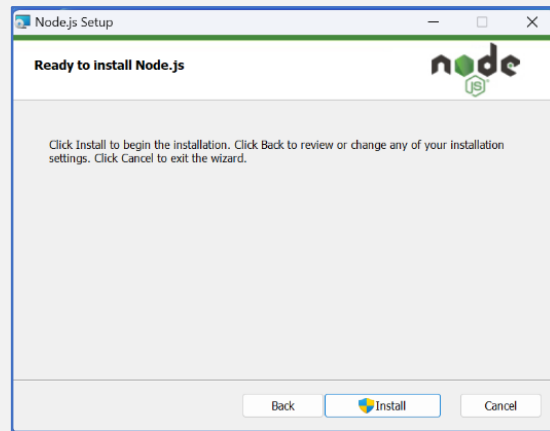 Node.js Setup
Ready to install Node.js
node
JS
Click Install to begin the installation. Click Back to review or change any of your installation
settings. Click Cancel to exit the wizard.
Back
Install
Cancel